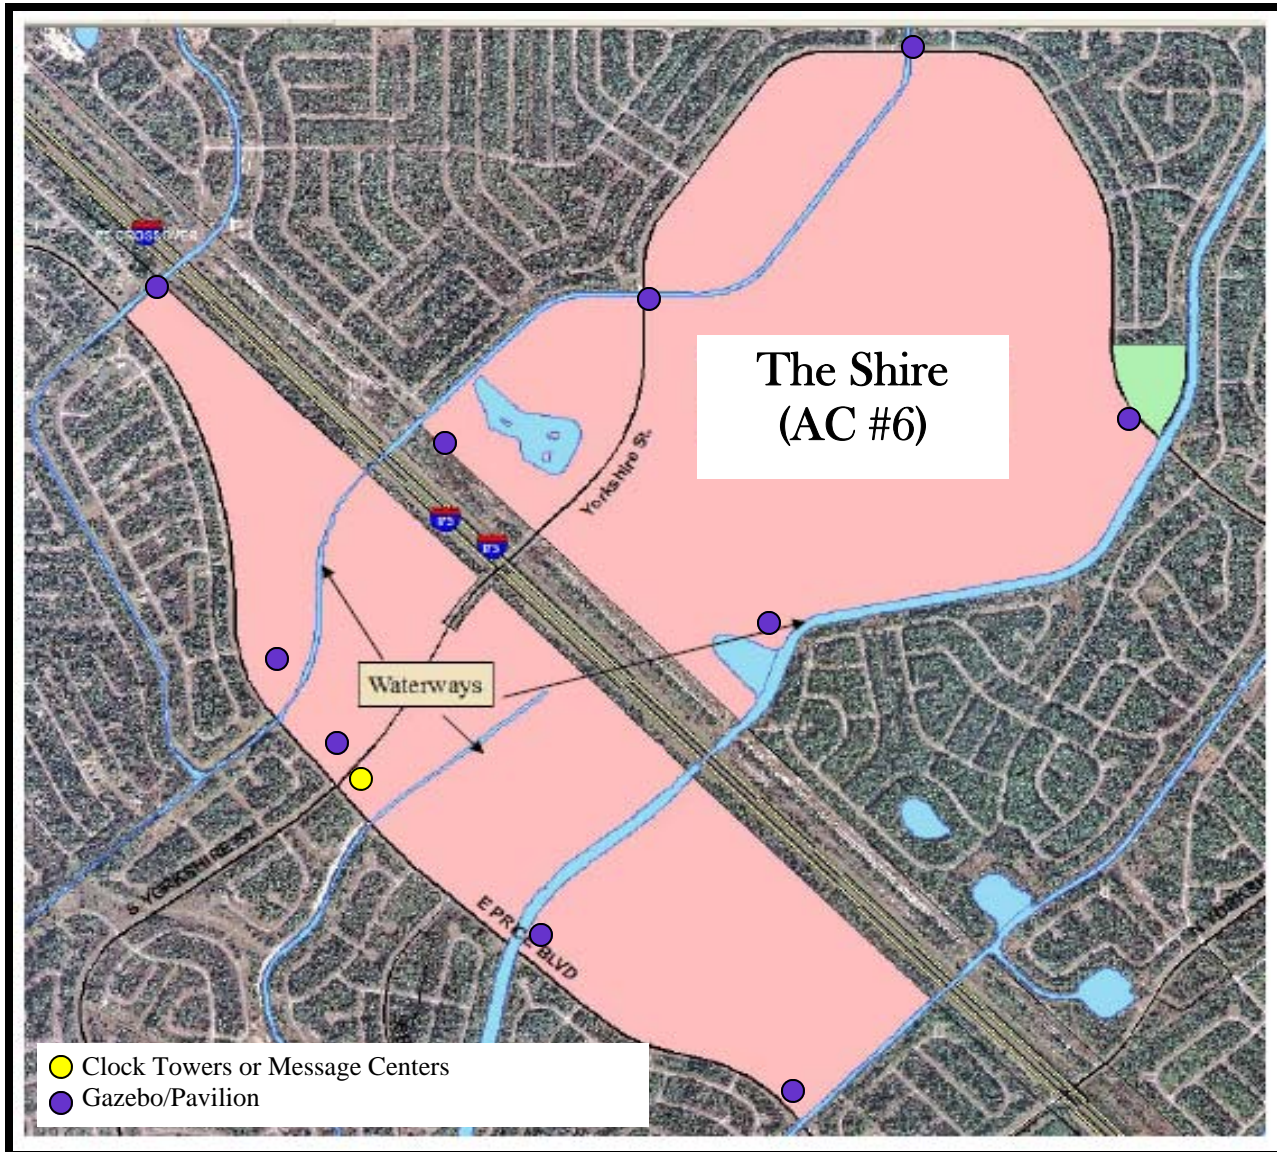 The Shire
(AC #6)
Yorkshire St.
Waterways
S YORKSHIRE ST
E PRICE BLVD
Clock Towers or Message Centers
Gazebo/Pavilion